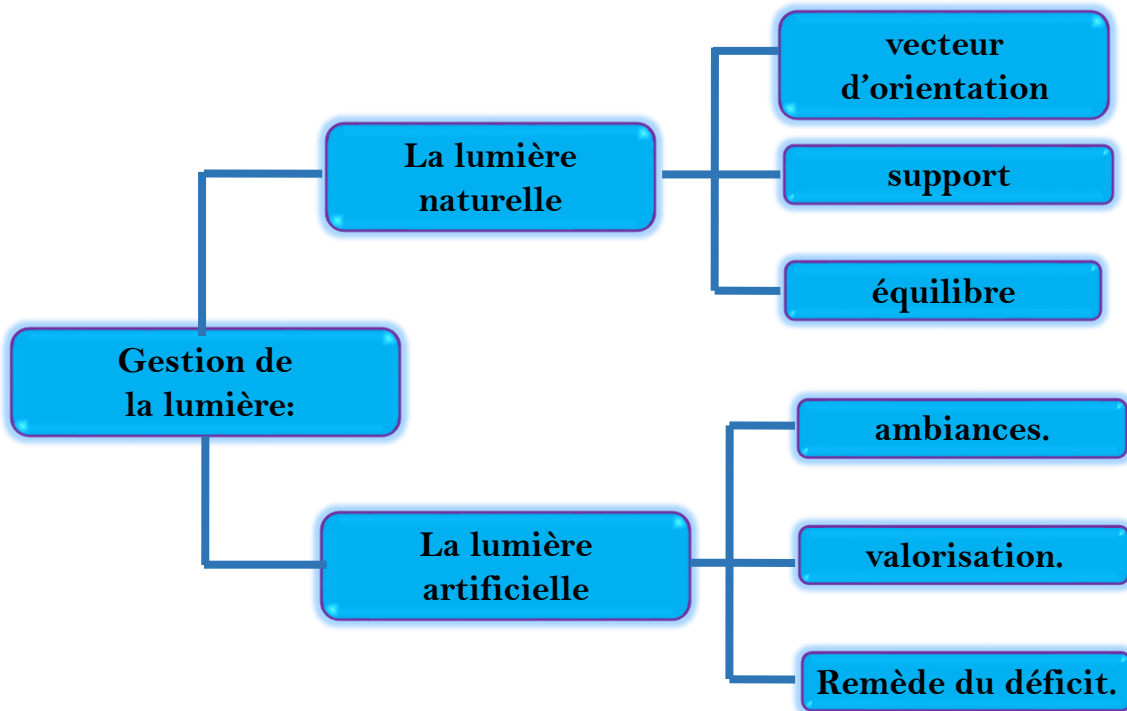 Gestion de
la lumière:
La lumière
naturelle
vecteur
d’orientation
support
équilibre
La lumière
artificielle
ambiances.
valorisation.
Remède du déficit.